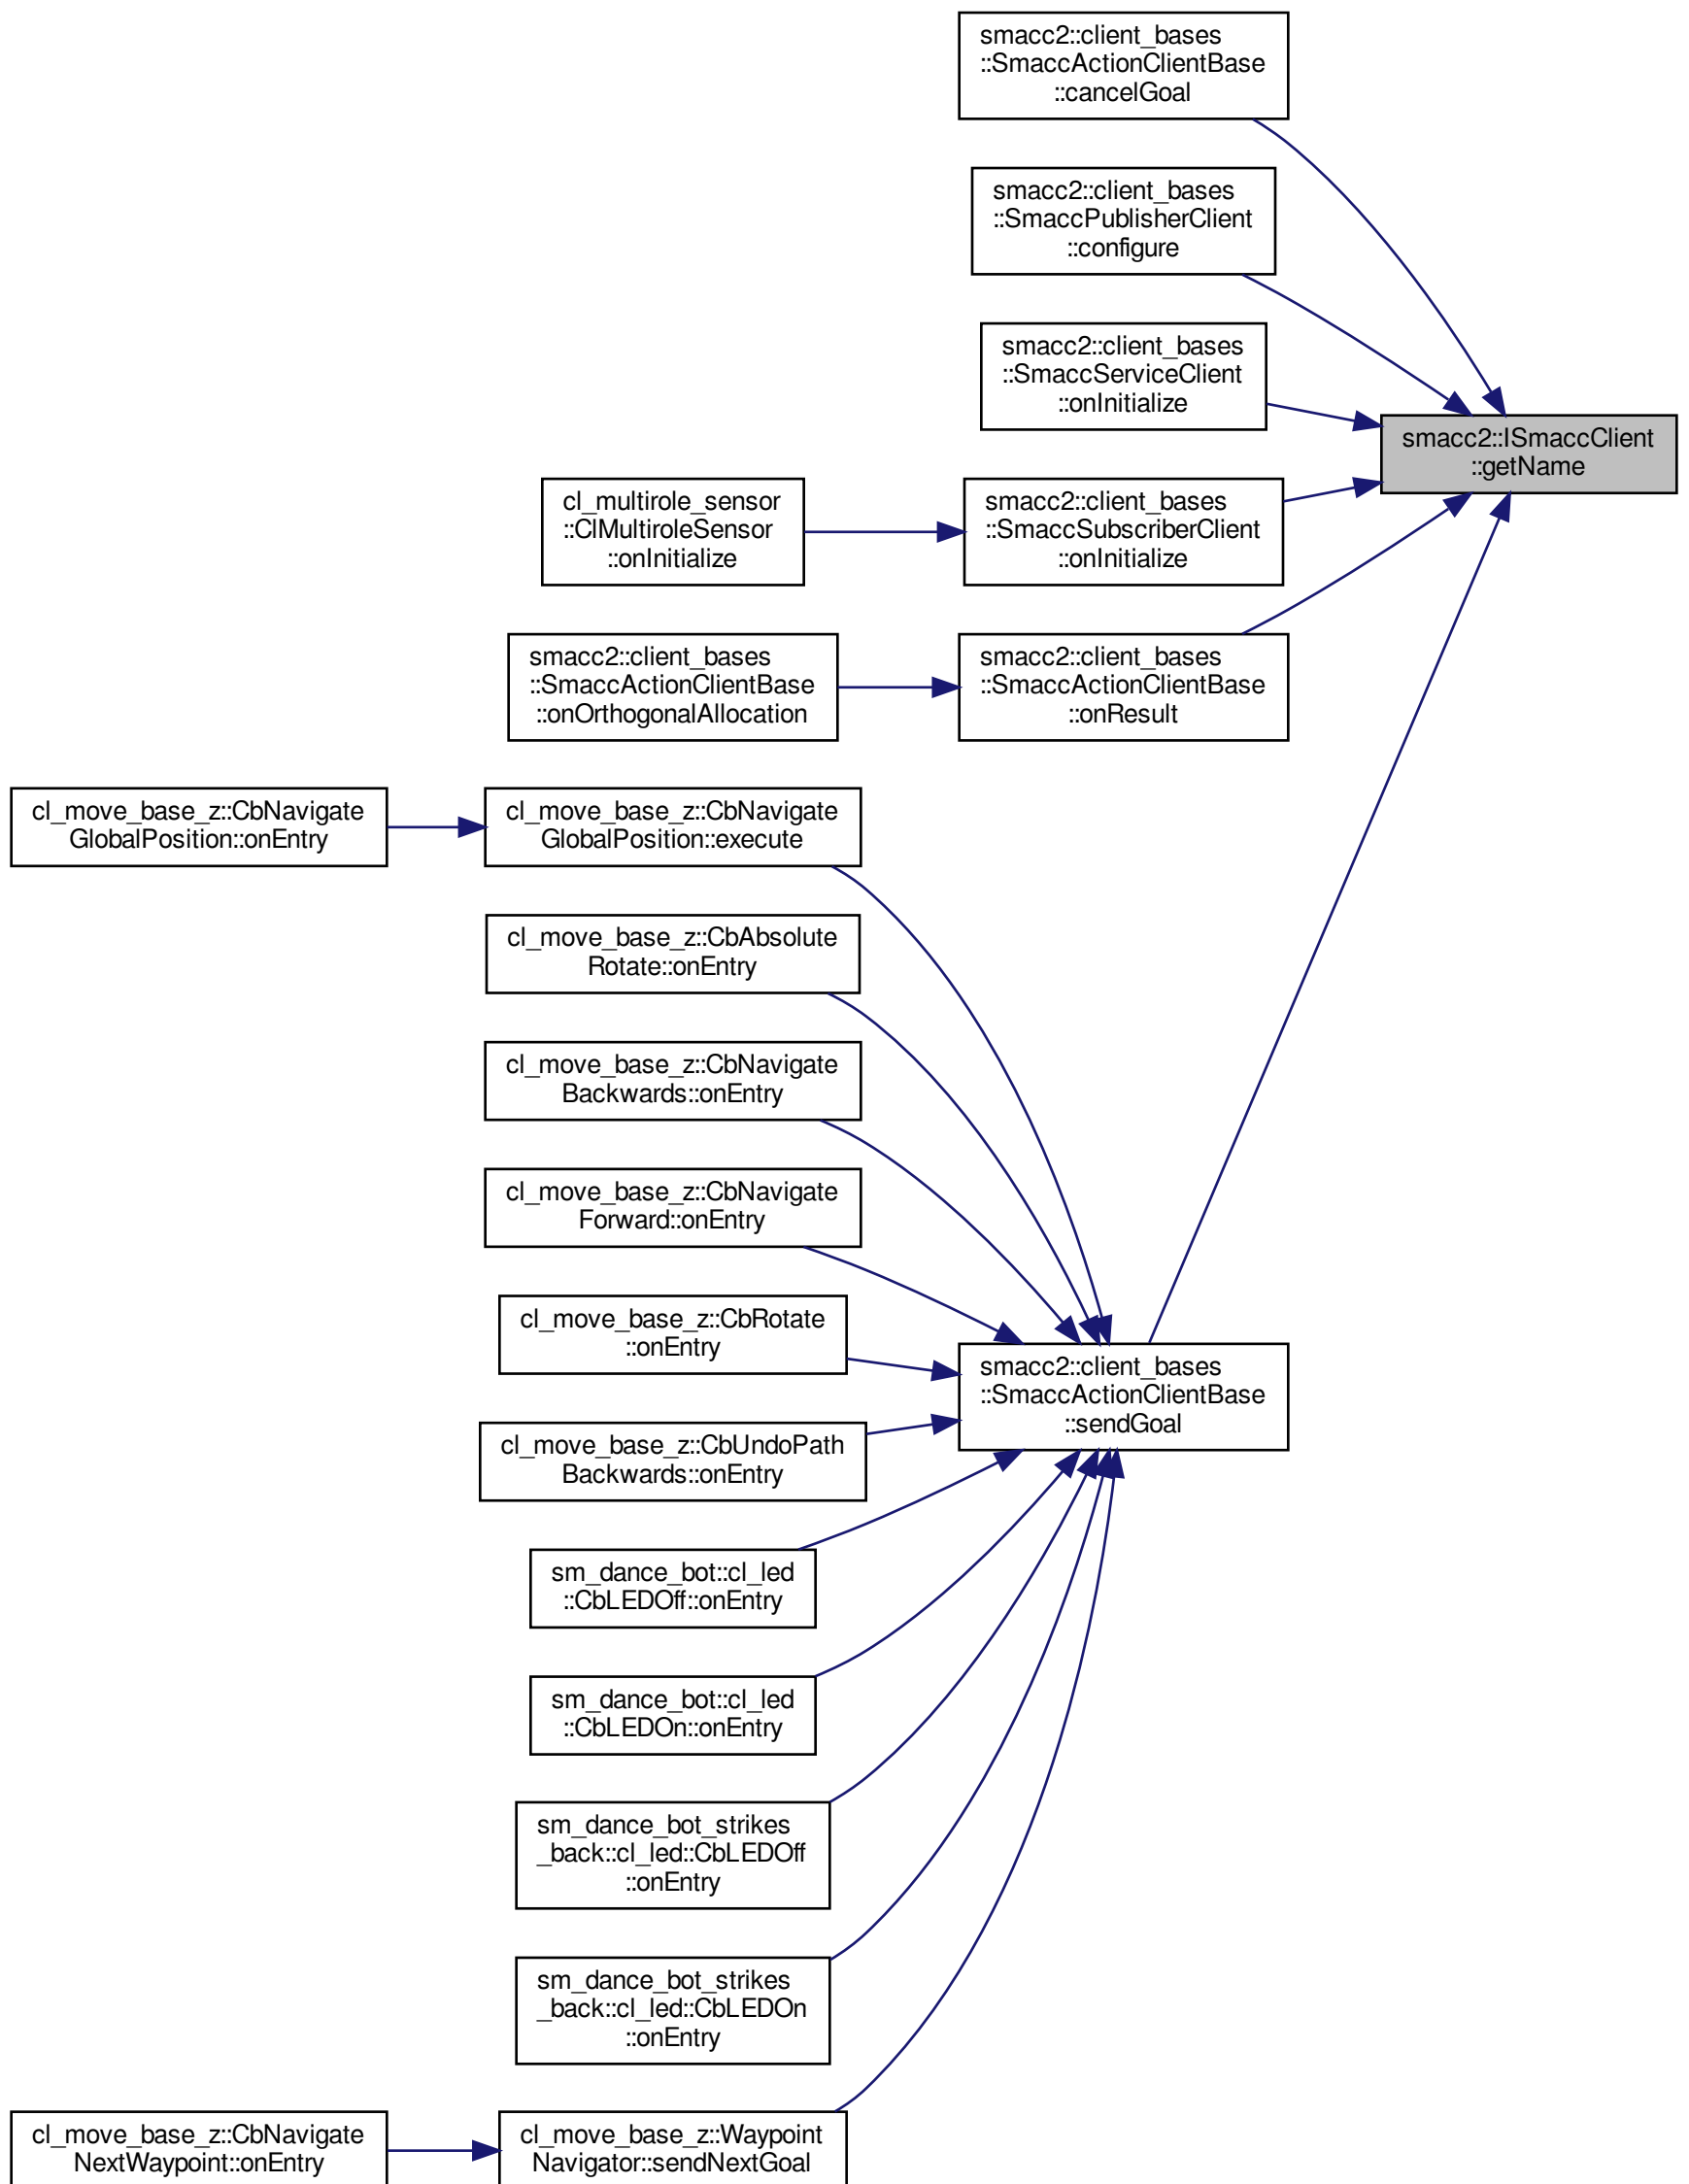 smacc2::client_bases
::SmaccActionClientBase
::cancelGoal
smacc2::client_bases
::SmaccPublisherClient
::configure
smacc2::client_bases
::SmaccServiceClient
::onInitialize
smacc2::ISmaccClient
::getName
cl_multirole_sensor
::ClMultiroleSensor
::onInitialize
smacc2::client_bases
::SmaccSubscriberClient
::onInitialize
smacc2::client_bases
::SmaccActionClientBase
::onOrthogonalAllocation
smacc2::client_bases
::SmaccActionClientBase
::onResult
cl_move_base_z::CbNavigate
GlobalPosition::onEntry
cl_move_base_z::CbNavigate
GlobalPosition::execute
cl_move_base_z::CbAbsolute
Rotate::onEntry
cl_move_base_z::CbNavigate
Backwards::onEntry
cl_move_base_z::CbNavigate
Forward::onEntry
cl_move_base_z::CbRotate
::onEntry
smacc2::client_bases
::SmaccActionClientBase
::sendGoal
cl_move_base_z::CbUndoPath
Backwards::onEntry
sm_dance_bot::cl_led
::CbLEDOff::onEntry
sm_dance_bot::cl_led
::CbLEDOn::onEntry
sm_dance_bot_strikes
_back::cl_led::CbLEDOff
::onEntry
sm_dance_bot_strikes
_back::cl_led::CbLEDOn
::onEntry
cl_move_base_z::CbNavigate
NextWaypoint::onEntry
cl_move_base_z::Waypoint
Navigator::sendNextGoal